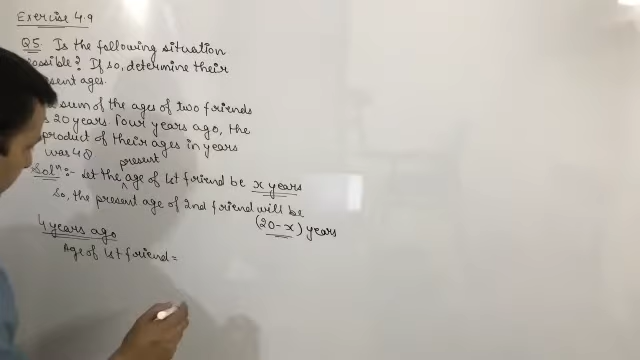 Exercise 4.9
Q5 Is the following situation
possible? If so, determine their
present ages.
sum of the ages of two friends
is 20 years. Four years ago, the
product of their ages in years
was 48
present
Solⁿ:- Let the ^ age of 1st friend be x years
So, the present age of 2nd friend will be
(20-x) years
4 years ago
Age of 1st friend =